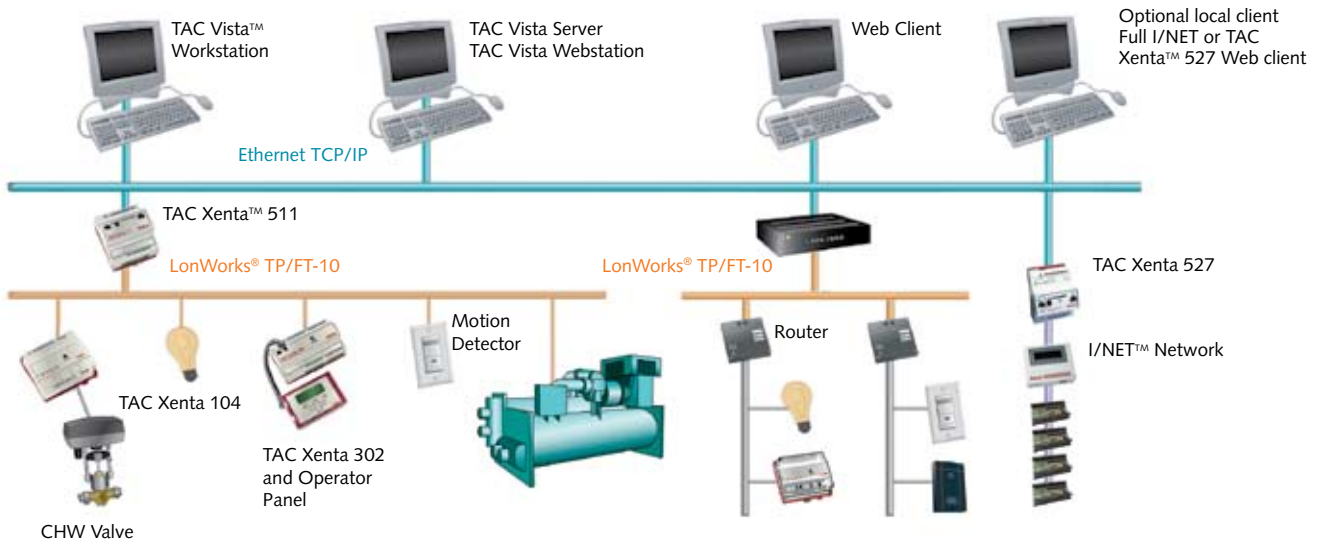 TAC Vista™
Workstation
TAC Vista Server
TAC Vista Webstation
Web Client
Optional local client
Full I/NET or TAC
Xenta™ 527 Web client
Ethernet TCP/IP
TAC Xenta™ 511
LonWorks® TP/FT-10
LonWorks® TP/FT-10
TAC Xenta 527
Motion
Detector
Router
I/NET™ Network
TAC Xenta 104
TAC Xenta 302
and Operator
Panel
CHW Valve